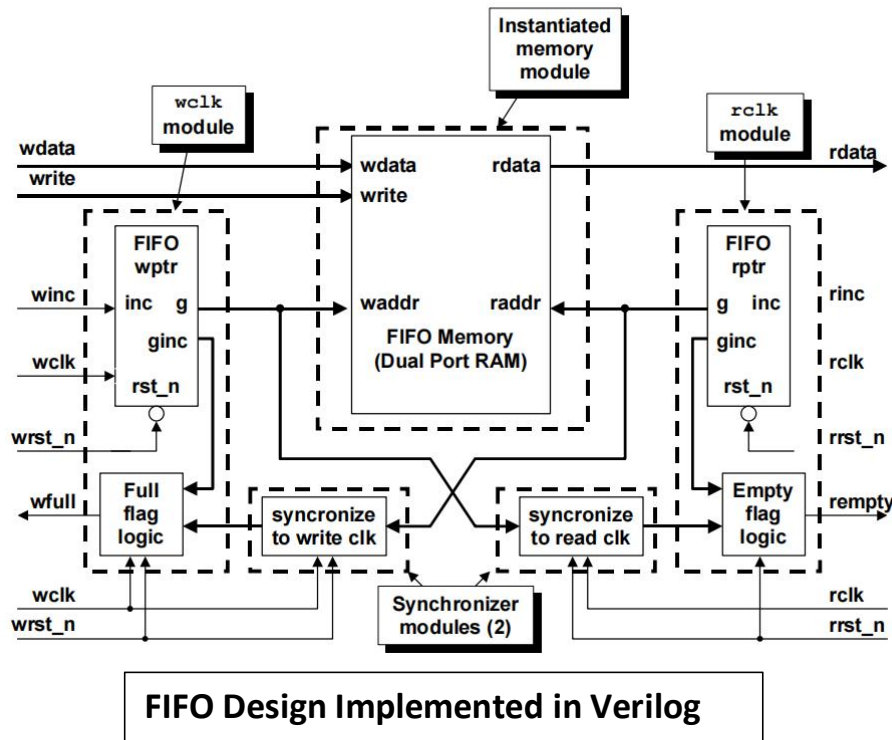 Instantiated
memory
module
wclk
module
rclk
module
wdata
write
wdata
write
rdata
rdata
FIFO
wptr
inc g
ginc
rst_n
winc
wclk
wrst_n
waddr
raddr
FIFO Memory
(Dual Port RAM)
FIFO
rptr
g inc
ginc
rst_n
rinc
rclk
rrst_n
wfull
Full
flag
logic
syncronize
to write clk
syncronize
to read clk
Empty
flag
logic
rempty
wclk
wrst_n
Synchronizer
modules (2)
rclk
rrst_n
FIFO Design Implemented in Verilog